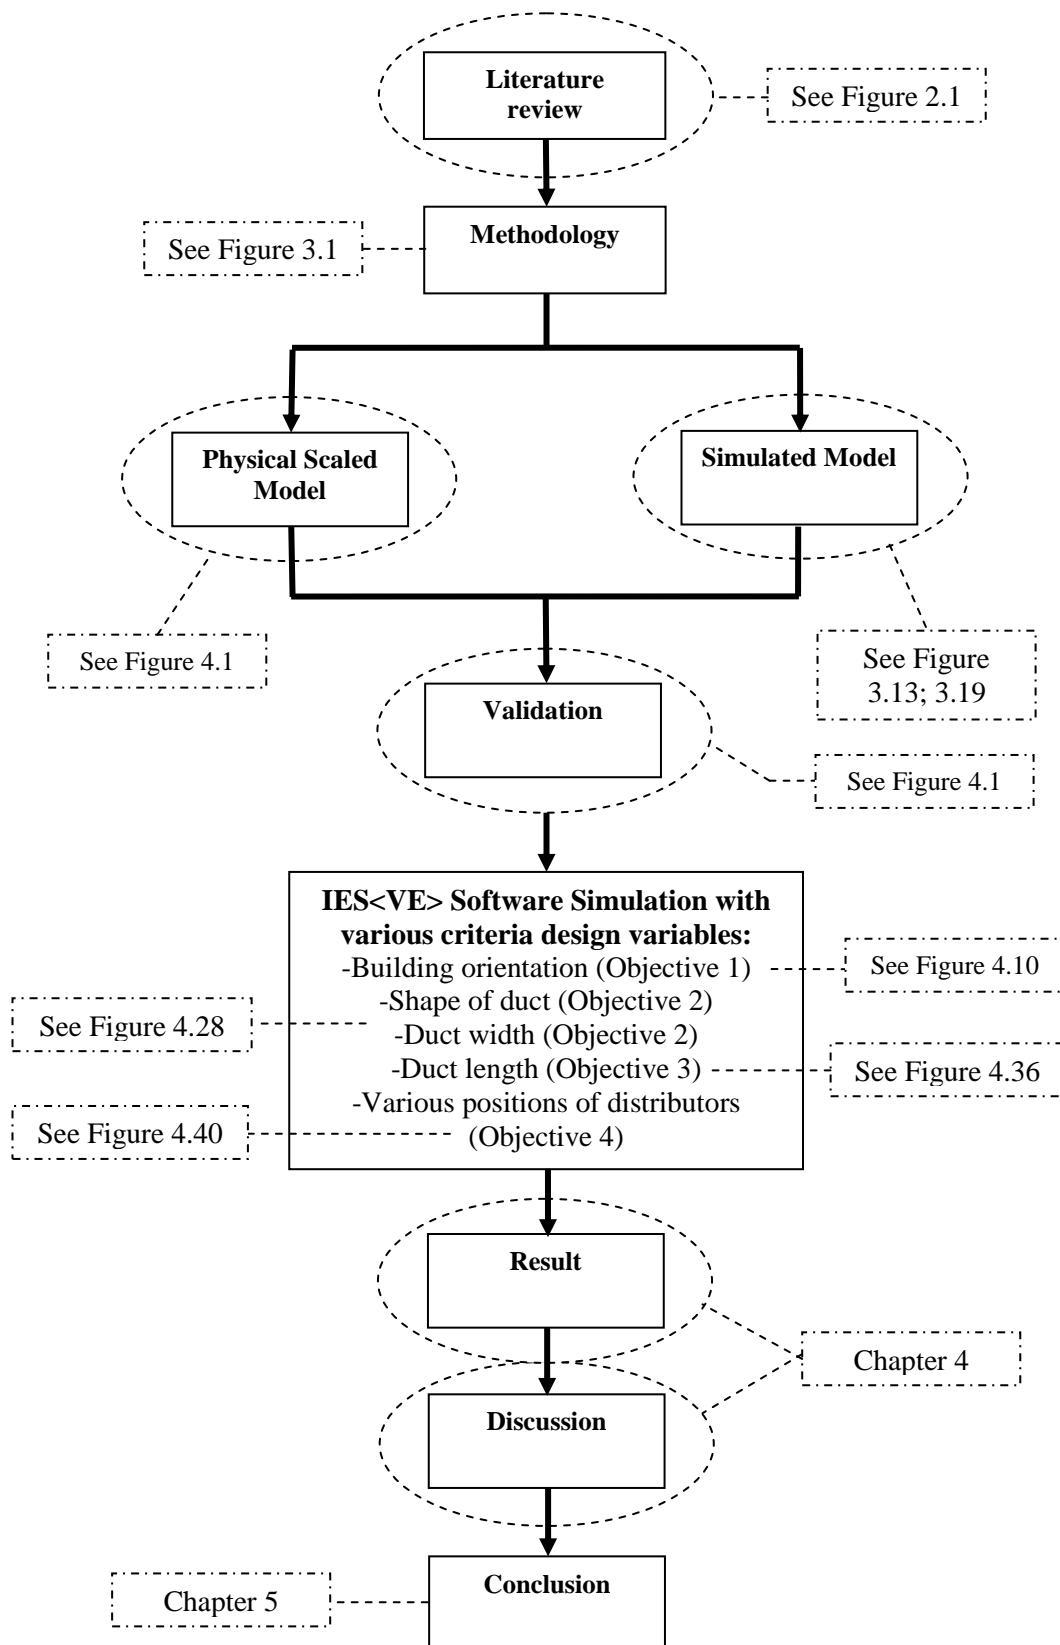 Literature
review
See Figure 2.1
Methodology
See Figure 3.1
Physical Scaled
Model
Simulated Model
See Figure 4.1
See Figure
3.13; 3.19
Validation
See Figure 4.1
IES<VE> Software Simulation with
various criteria design variables:
-Building orientation (Objective 1)
-Shape of duct (Objective 2)
-Duct width (Objective 2)
-Duct length (Objective 3)
-Various positions of distributors
(Objective 4)
See Figure 4.10
See Figure 4.28
See Figure 4.36
See Figure 4.40
Result
Chapter 4
Discussion
Conclusion
Chapter 5